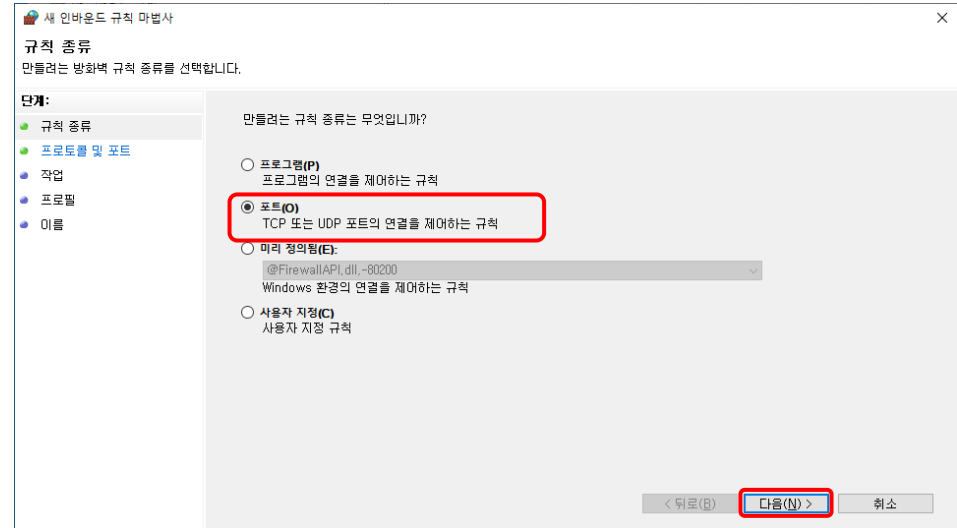 새 인바운드 규칙 마법사
규칙 종류
만들려는 방화벽 규칙 종류를 선택합니다.
단계:
규칙 종류
프로토콜 및 포트
작업
프로필
이름
만들려는 규칙 종류는 무엇입니까?
프로그램(P)
프로그램의 연결을 제어하는 규칙
포트(O)
TCP 또는 UDP 포트의 연결을 제어하는 규칙
미리 정의됨(E):
@FirewallAPI.dll,-80200
Windows 환경의 연결을 제어하는 규칙
사용자 지정(C)
사용자 지정 규칙
< 뒤로(B) 다음(N) > 취소